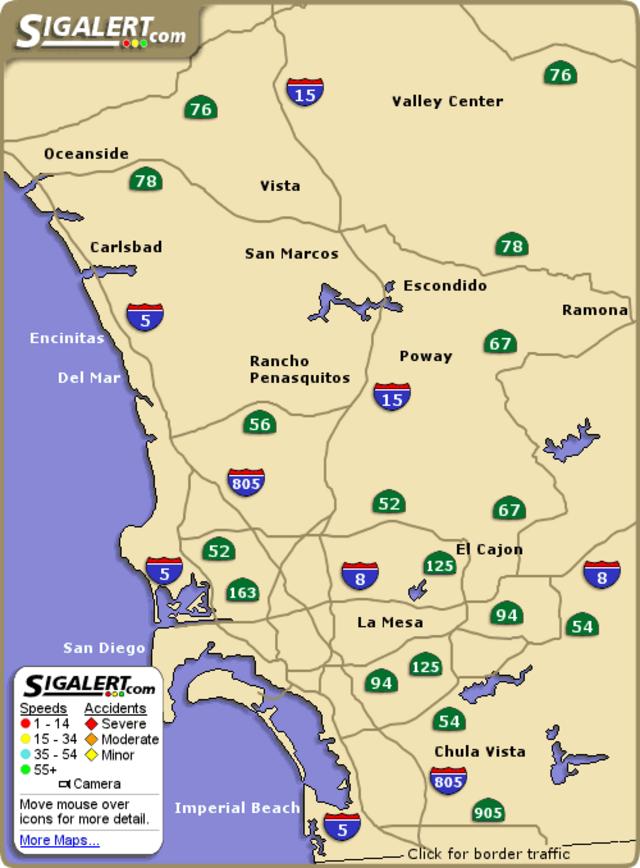 SIGALERT.com
76
15
Valley Center
76
Oceanside
78
Vista
Carlsbad
San Marcos
78
Escondido
5
Ramona
Encinitas
67
Rancho
Penasquitos
Poway
Del Mar
15
56
805
52
67
52
El Cajon
5
8
125
8
163
94
La Mesa
54
San Diego
125
94
SIGALERT.com
Speeds Accidents
1 - 14 Severe
15 - 34 Moderate
35 - 54 Minor
55+
Camera
Move mouse over
icons for more detail.
More Maps...
54
Chula Vista
805
Imperial Beach
905
5
Click for border traffic